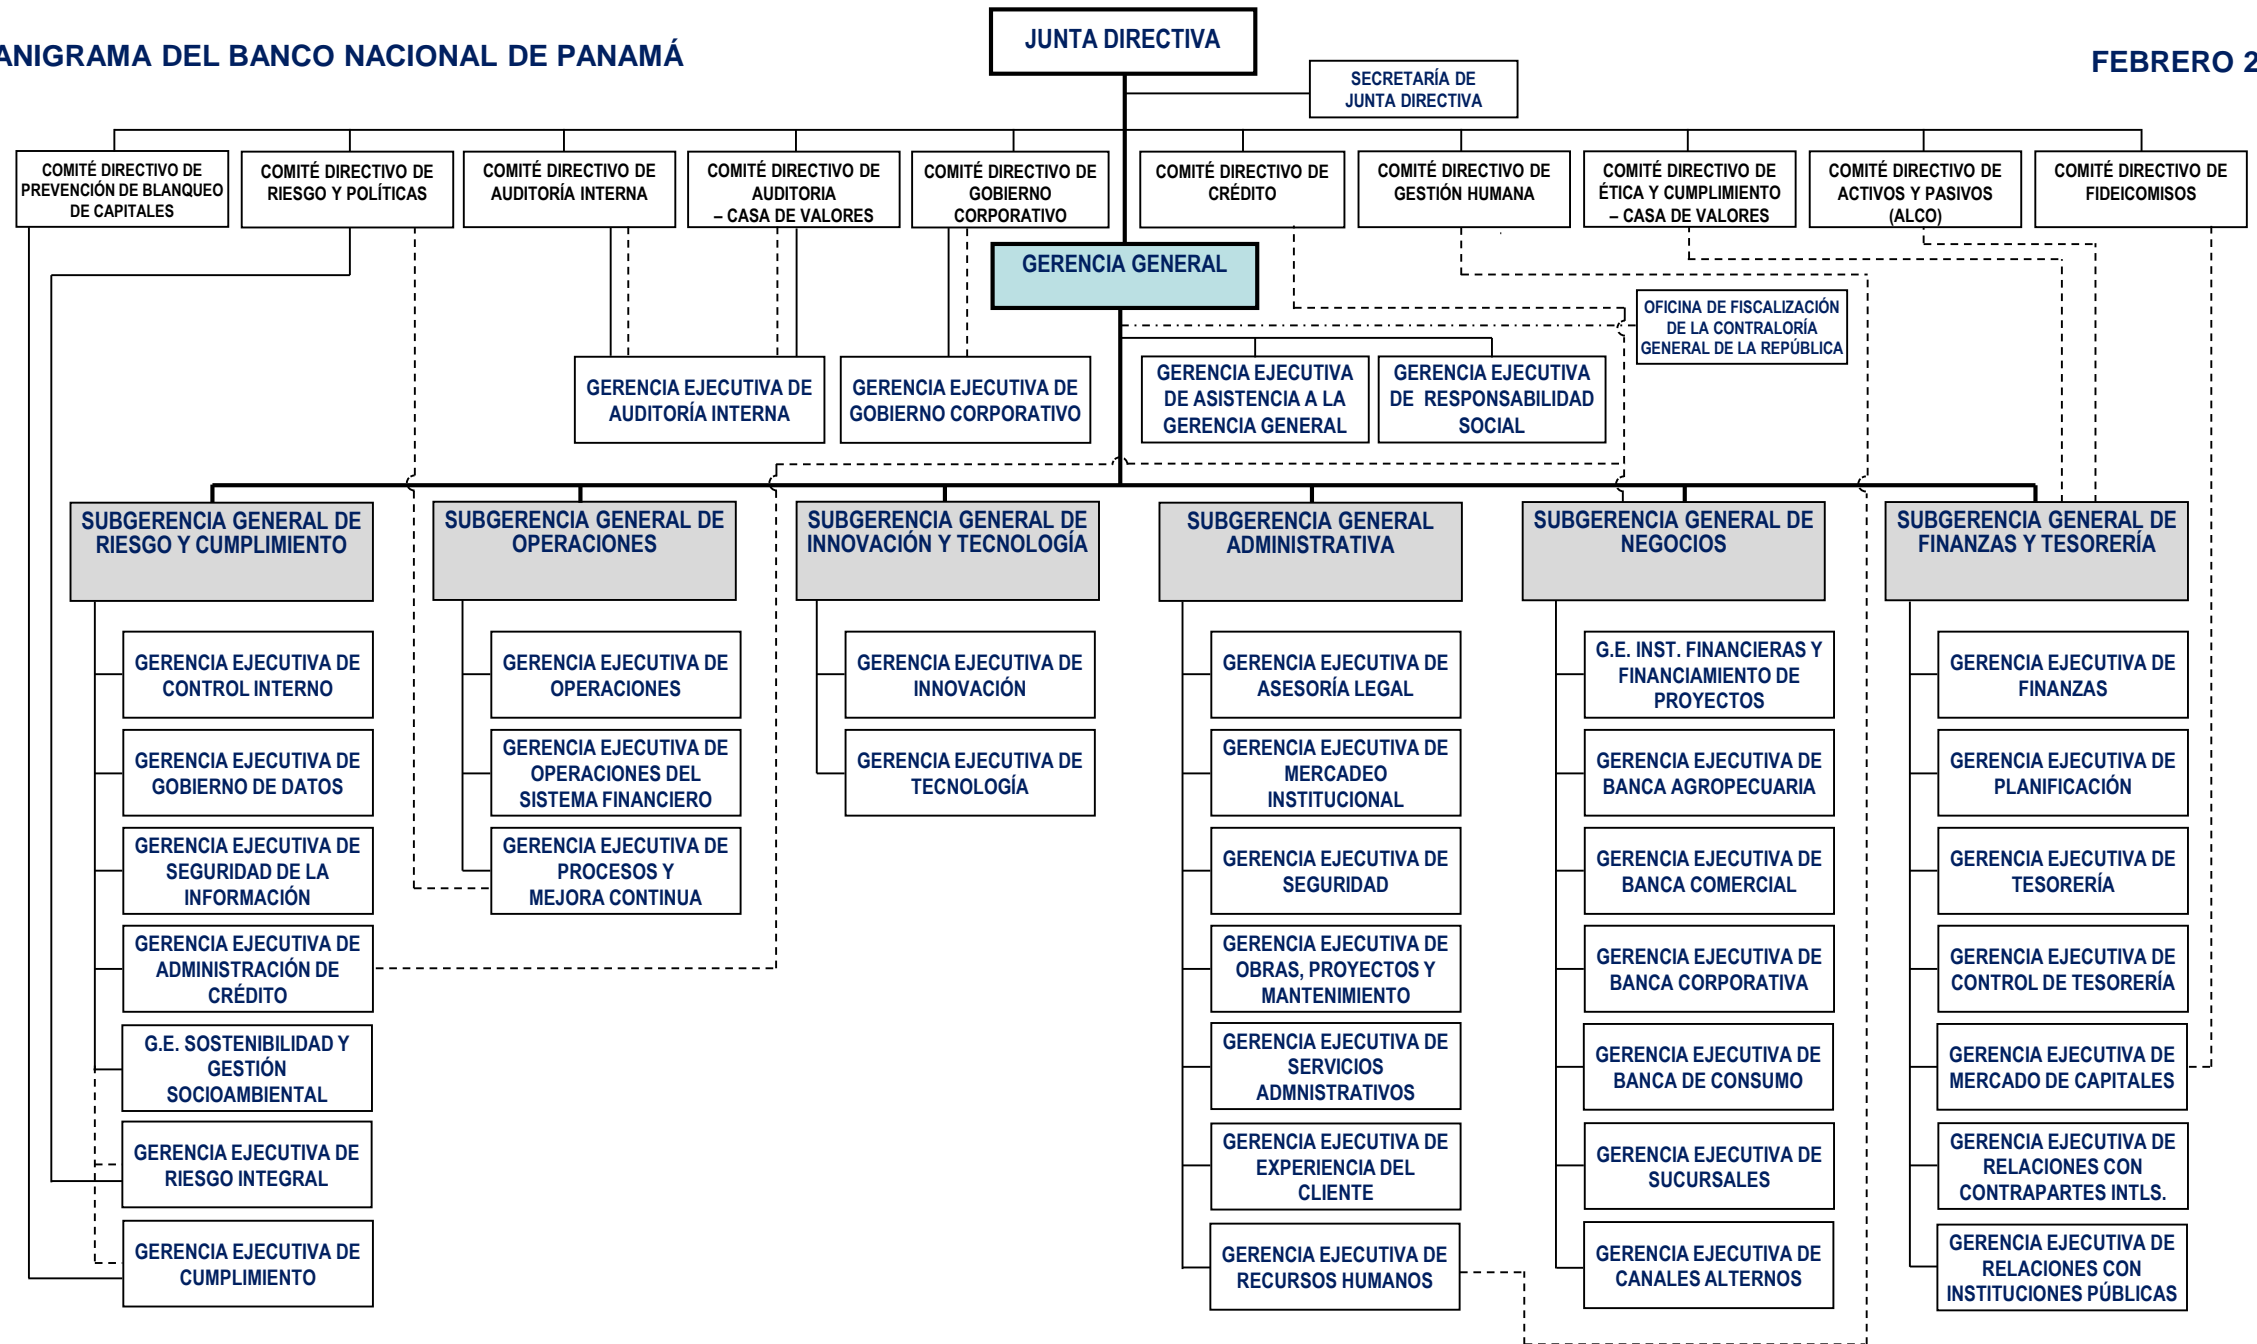 ANIGRAMA DEL BANCO NACIONAL DE PANAMÁ
FEBRERO 2
JUNTA DIRECTIVA
SECRETARÍA DE
JUNTA DIRECTIVA
COMITÉ DIRECTIVO DE
PREVENCIÓN DE BLANQUEO
DE CAPITALES
COMITÉ DIRECTIVO DE
RIESGO Y POLÍTICAS
COMITÉ DIRECTIVO DE
AUDITORÍA INTERNA
COMITÉ DIRECTIVO DE
AUDITORIA
– CASA DE VALORES
COMITÉ DIRECTIVO DE
GOBIERNO
CORPORATIVO
COMITÉ DIRECTIVO DE
CRÉDITO
COMITÉ DIRECTIVO DE
GESTIÓN HUMANA
COMITÉ DIRECTIVO DE
ÉTICA Y CUMPLIMIENTO
– CASA DE VALORES
COMITÉ DIRECTIVO DE
ACTIVOS Y PASIVOS
(ALCO)
COMITÉ DIRECTIVO DE
FIDEICOMISOS
GERENCIA GENERAL
OFICINA DE FISCALIZACIÓN
DE LA CONTRALORÍA
GENERAL DE LA REPÚBLICA
GERENCIA EJECUTIVA DE
AUDITORÍA INTERNA
GERENCIA EJECUTIVA DE
GOBIERNO CORPORATIVO
GERENCIA EJECUTIVA
DE ASISTENCIA A LA
GERENCIA GENERAL
GERENCIA EJECUTIVA
DE RESPONSABILIDAD
SOCIAL
SUBGERENCIA GENERAL DE
RIESGO Y CUMPLIMIENTO
SUBGERENCIA GENERAL DE
OPERACIONES
SUBGERENCIA GENERAL DE
INNOVACIÓN Y TECNOLOGÍA
SUBGERENCIA GENERAL
ADMINISTRATIVA
SUBGERENCIA GENERAL DE
NEGOCIOS
SUBGERENCIA GENERAL DE
FINANZAS Y TESORERÍA
GERENCIA EJECUTIVA DE
CONTROL INTERNO
GERENCIA EJECUTIVA DE
GOBIERNO DE DATOS
GERENCIA EJECUTIVA DE
SEGURIDAD DE LA
INFORMACIÓN
GERENCIA EJECUTIVA DE
ADMINISTRACIÓN DE
CRÉDITO
G.E. SOSTENIBILIDAD Y
GESTIÓN
SOCIOAMBIENTAL
GERENCIA EJECUTIVA DE
RIESGO INTEGRAL
GERENCIA EJECUTIVA DE
CUMPLIMIENTO
GERENCIA EJECUTIVA DE
OPERACIONES
GERENCIA EJECUTIVA DE
OPERACIONES DEL
SISTEMA FINANCIERO
GERENCIA EJECUTIVA DE
PROCESOS Y
MEJORA CONTINUA
GERENCIA EJECUTIVA DE
INNOVACIÓN
GERENCIA EJECUTIVA DE
TECNOLOGÍA
GERENCIA EJECUTIVA DE
ASESORÍA LEGAL
GERENCIA EJECUTIVA DE
MERCADEO
INSTITUCIONAL
GERENCIA EJECUTIVA DE
SEGURIDAD
GERENCIA EJECUTIVA DE
OBRAS, PROYECTOS Y
MANTENIMIENTO
GERENCIA EJECUTIVA DE
SERVICIOS
ADMNISTRATIVOS
GERENCIA EJECUTIVA DE
EXPERIENCIA DEL
CLIENTE
GERENCIA EJECUTIVA DE
RECURSOS HUMANOS
G.E. INST. FINANCIERAS Y
FINANCIAMIENTO DE
PROYECTOS
GERENCIA EJECUTIVA DE
BANCA AGROPECUARIA
GERENCIA EJECUTIVA DE
BANCA COMERCIAL
GERENCIA EJECUTIVA DE
BANCA CORPORATIVA
GERENCIA EJECUTIVA DE
BANCA DE CONSUMO
GERENCIA EJECUTIVA DE
SUCURSALES
GERENCIA EJECUTIVA DE
CANALES ALTERNOS
GERENCIA EJECUTIVA DE
FINANZAS
GERENCIA EJECUTIVA DE
PLANIFICACIÓN
GERENCIA EJECUTIVA DE
TESORERÍA
GERENCIA EJECUTIVA DE
CONTROL DE TESORERÍA
GERENCIA EJECUTIVA DE
MERCADO DE CAPITALES
GERENCIA EJECUTIVA DE
RELACIONES CON
CONTRAPARTES INTLS.
GERENCIA EJECUTIVA DE
RELACIONES CON
INSTITUCIONES PÚBLICAS